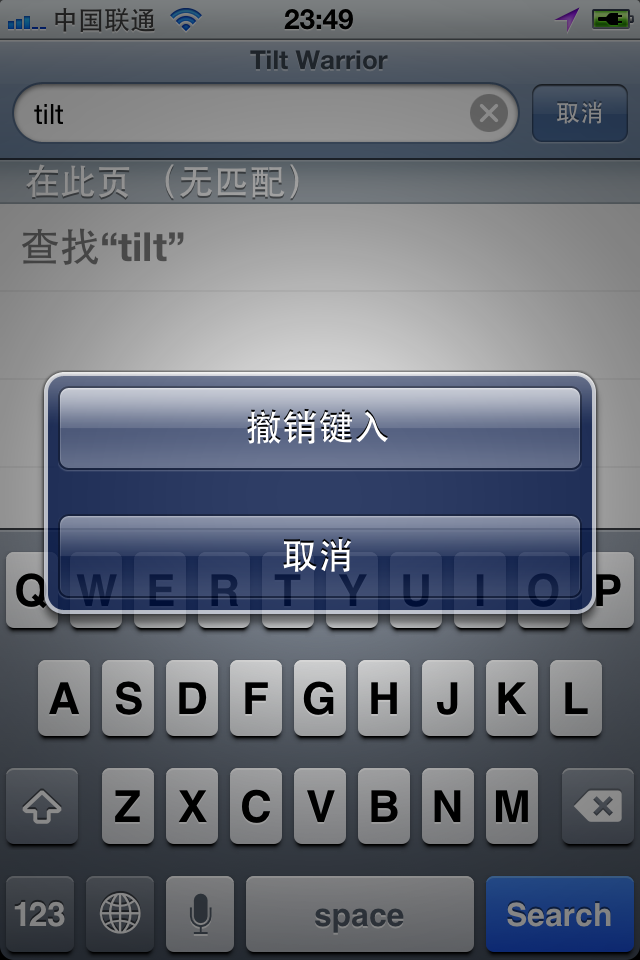 中国联通 23:49
Tilt Warrior
tilt 取消
在此页 （无匹配）
查找“tilt”
撤销键入
取消
Q W E R T Y U I O P
A S D F G H J K L
Z X C V B N M
123 space Search